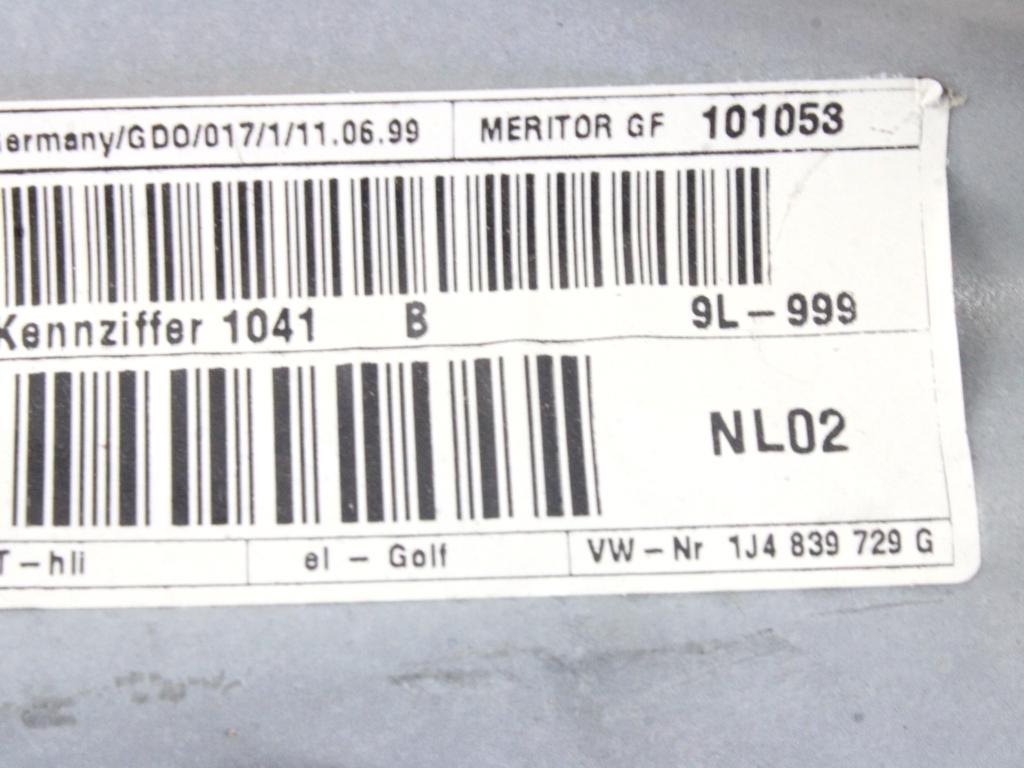 ermany/GDO/017/1/11.06.99 MERITOR GF 101053
Kennziffer 1041 B 9L-999
NL02
T-hli el - Golf VW-Nr 1J4 839 729 G